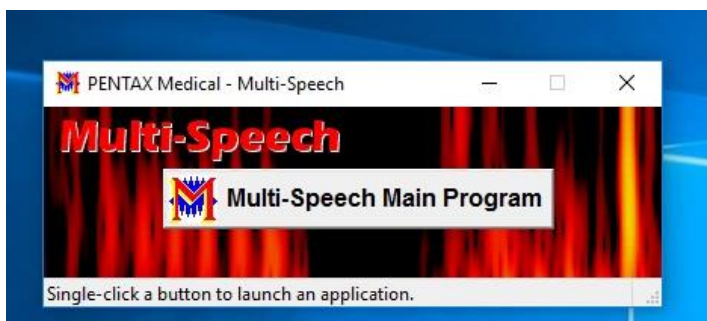 PENTAX Medical - Multi-Speech
Multi-Speech
M Multi-Speech Main Program
Single-click a button to launch an application.